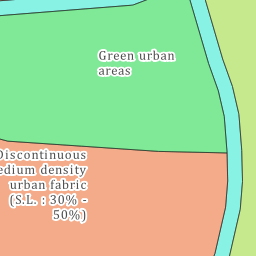 Green urban
areas
Discontinuous
edium density
urban fabric
(S.L. : 30% -
50%)